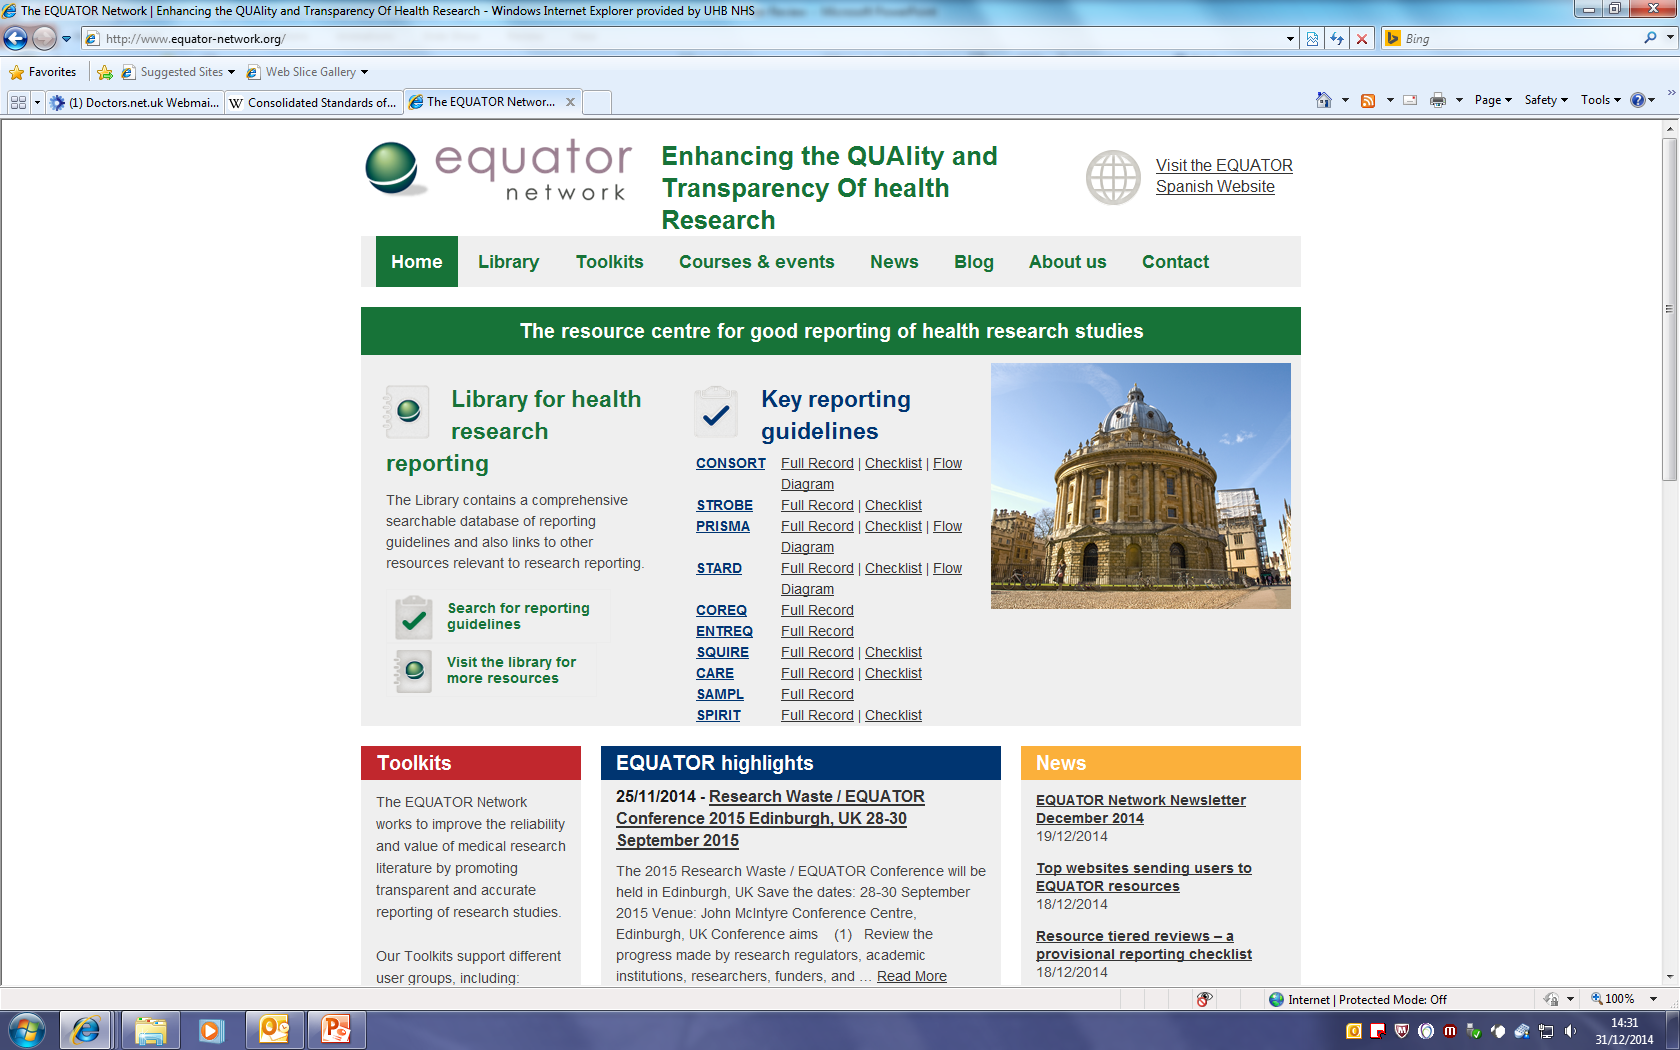 The EQUATOR Network | Enhancing the QUAlity and Transparency Of Health Research - Windows Internet Explorer provided by UHB NHS
http://www.equator-network.org/
Bing
Favorites
Suggested Sites
Web Slice Gallery
(1) Doctors.net.uk Webmai...
Consolidated Standards of...
The EQUATOR Networ...
Page
Safety
Tools
equator
network
Enhancing the QUAlity and
Transparency Of health
Research
Visit the EQUATOR
Spanish Website
Home Library Toolkits Courses & events News Blog About us Contact
The resource centre for good reporting of health research studies
Library for health
research
reporting
The Library contains a comprehensive
searchable database of reporting
guidelines and also links to other
resources relevant to research reporting.
Search for reporting
guidelines
Visit the library for
more resources
Key reporting
guidelines
CONSORT Full Record | Checklist | Flow
Diagram
STROBE Full Record | Checklist
PRISMA Full Record | Checklist | Flow
Diagram
STARD Full Record | Checklist | Flow
Diagram
COREQ Full Record
ENTREQ Full Record
SQUIRE Full Record | Checklist
CARE Full Record | Checklist
SAMPL Full Record
SPIRIT Full Record | Checklist
Toolkits
The EQUATOR Network
works to improve the reliability
and value of medical research
literature by promoting
transparent and accurate
reporting of research studies.
Our Toolkits support different
user groups, including:
EQUATOR highlights
25/11/2014 - Research Waste / EQUATOR
Conference 2015 Edinburgh, UK 28-30
September 2015
The 2015 Research Waste / EQUATOR Conference will be
held in Edinburgh, UK Save the dates: 28-30 September
2015 Venue: John McIntyre Conference Centre,
Edinburgh, UK Conference aims (1) Review the
progress made by research regulators, academic
institutions, researchers, funders, and ... Read More
News
EQUATOR Network Newsletter
December 2014
19/12/2014
Top websites sending users to
EQUATOR resources
18/12/2014
Resource tiered reviews – a
provisional reporting checklist
18/12/2014
Internet | Protected Mode: Off
100%
14:31
31/12/2014